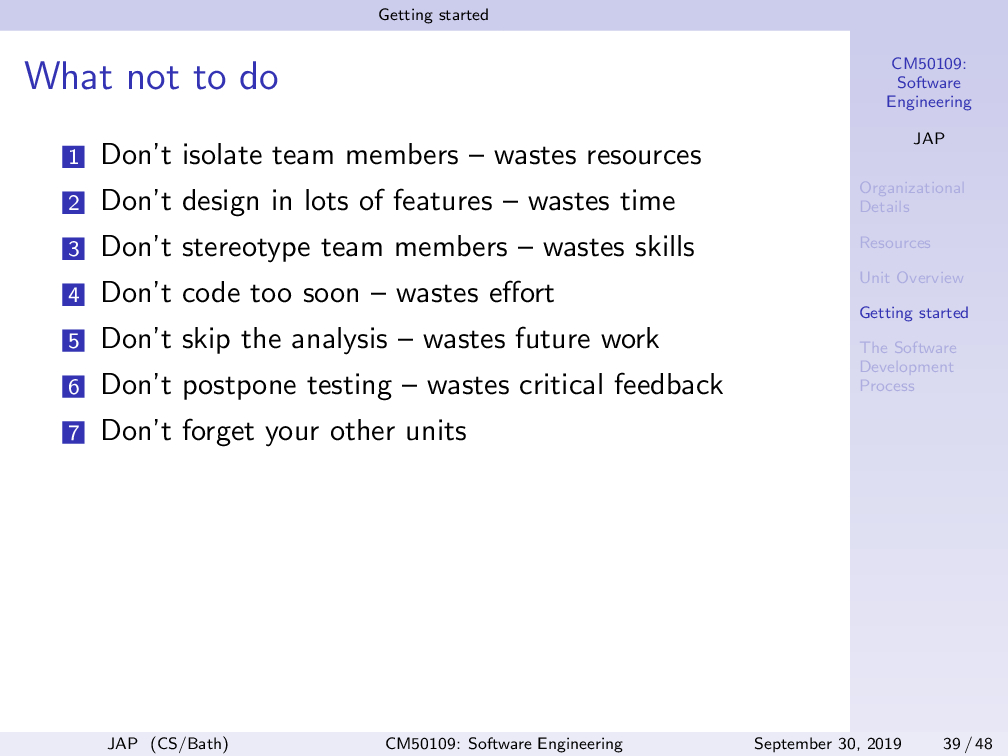 Getting started
What not to do
1 Don't isolate team members – wastes resources
2 Don't design in lots of features – wastes time
3 Don't stereotype team members – wastes skills
4 Don't code too soon – wastes effort
5 Don't skip the analysis – wastes future work
6 Don't postpone testing – wastes critical feedback
7 Don't forget your other units
CM50109:
Software
Engineering
JAP
Organizational
Details
Resources
Unit Overview
Getting started
The Software
Development
Process
JAP (CS/Bath) CM50109: Software Engineering September 30, 2019 39 / 48